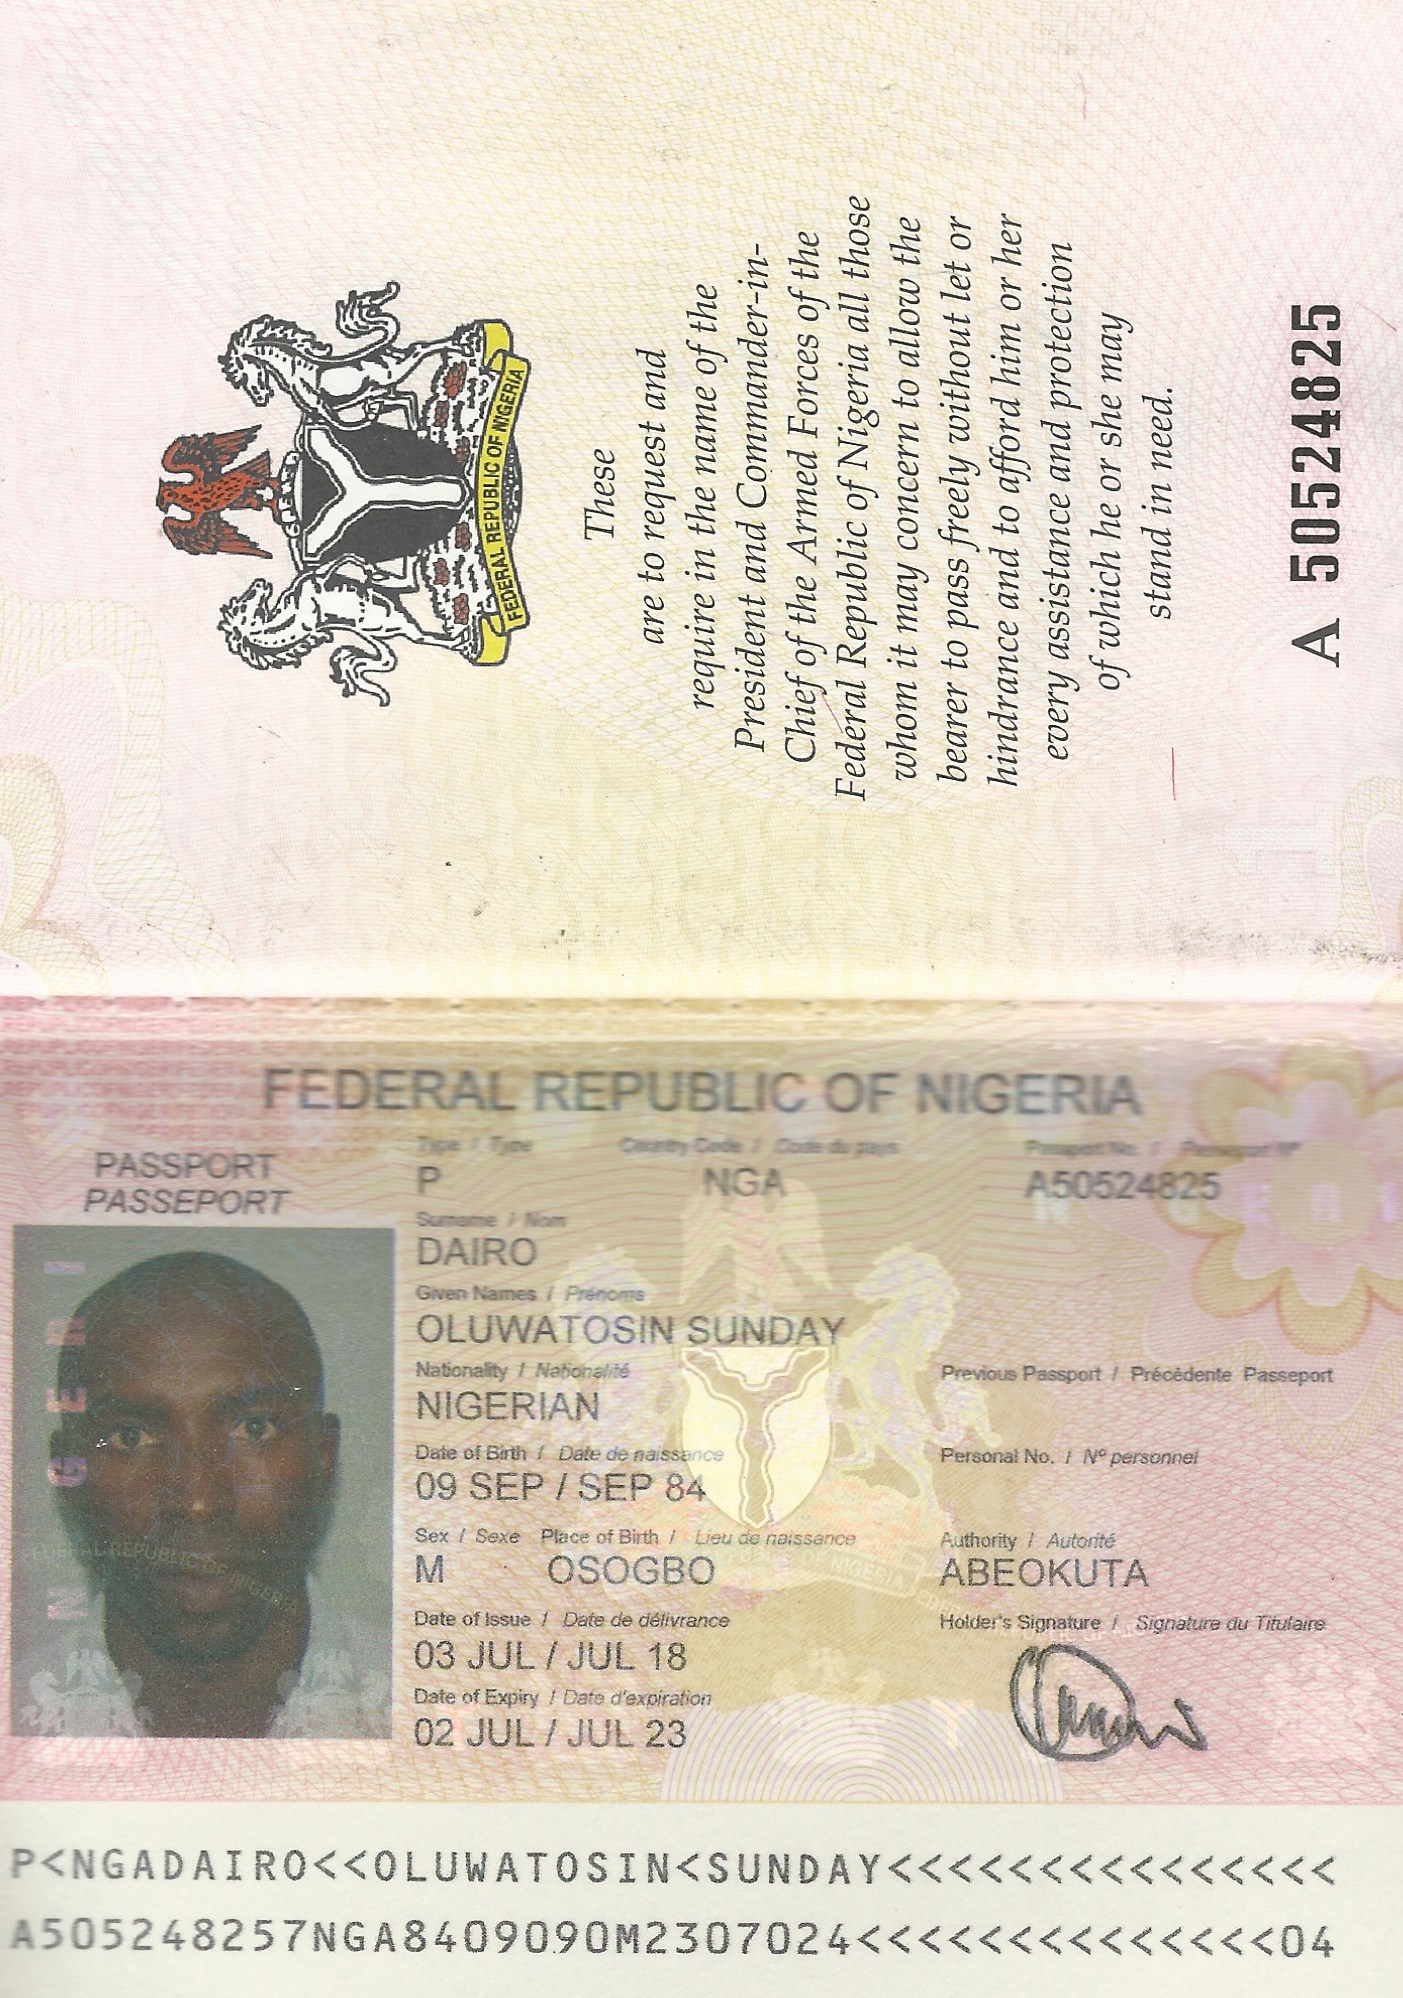 FEDERAL REPUBLIC OF NIGERIA
These
are to request and
require in the name of the
President and Commander-in-
Chief of the Armed Forces of the
Federal Republic of Nigeria all those
whom it may concern to allow the
bearer to pass freely without let or
hindrance and to afford him or her
every assistance and protection
of which he or she may
stand in need.
A 50524825
FEDERAL REPUBLIC OF NIGERIA
PASSPORT
PASSEPORT
Type / Type Country Code / Code du pays Passport No. / Passeport Nº
P NGA A50524825
Surname / Nom
DAIRO
Given Names / Prénoms
OLUWATOSIN SUNDAY
Nationality / Nationalité Previous Passport / Précédente Passeport
NIGERIAN
Date of Birth / Date de naissance Personal No. / Nº personnel
09 SEP / SEP 84
Sex / Sexe Place of Birth / Lieu de naissance Authority / Autorité
M OSOGBO ABEOKUTA
Date of Issue / Date de délivrance Holder's Signature / Signature du Titulaire
03 JUL / JUL 18
Date of Expiry / Date d'expiration
02 JUL / JUL 23
NIGERI
FEDERAL REPUBLIC OF NIGERIA
P<NGADAIRO<<OLUWATOSIN<SUNDAY<<<<<<<<<<<<<<<
A505248257NGA8409090M2307024<<<<<<<<<<<<<<04